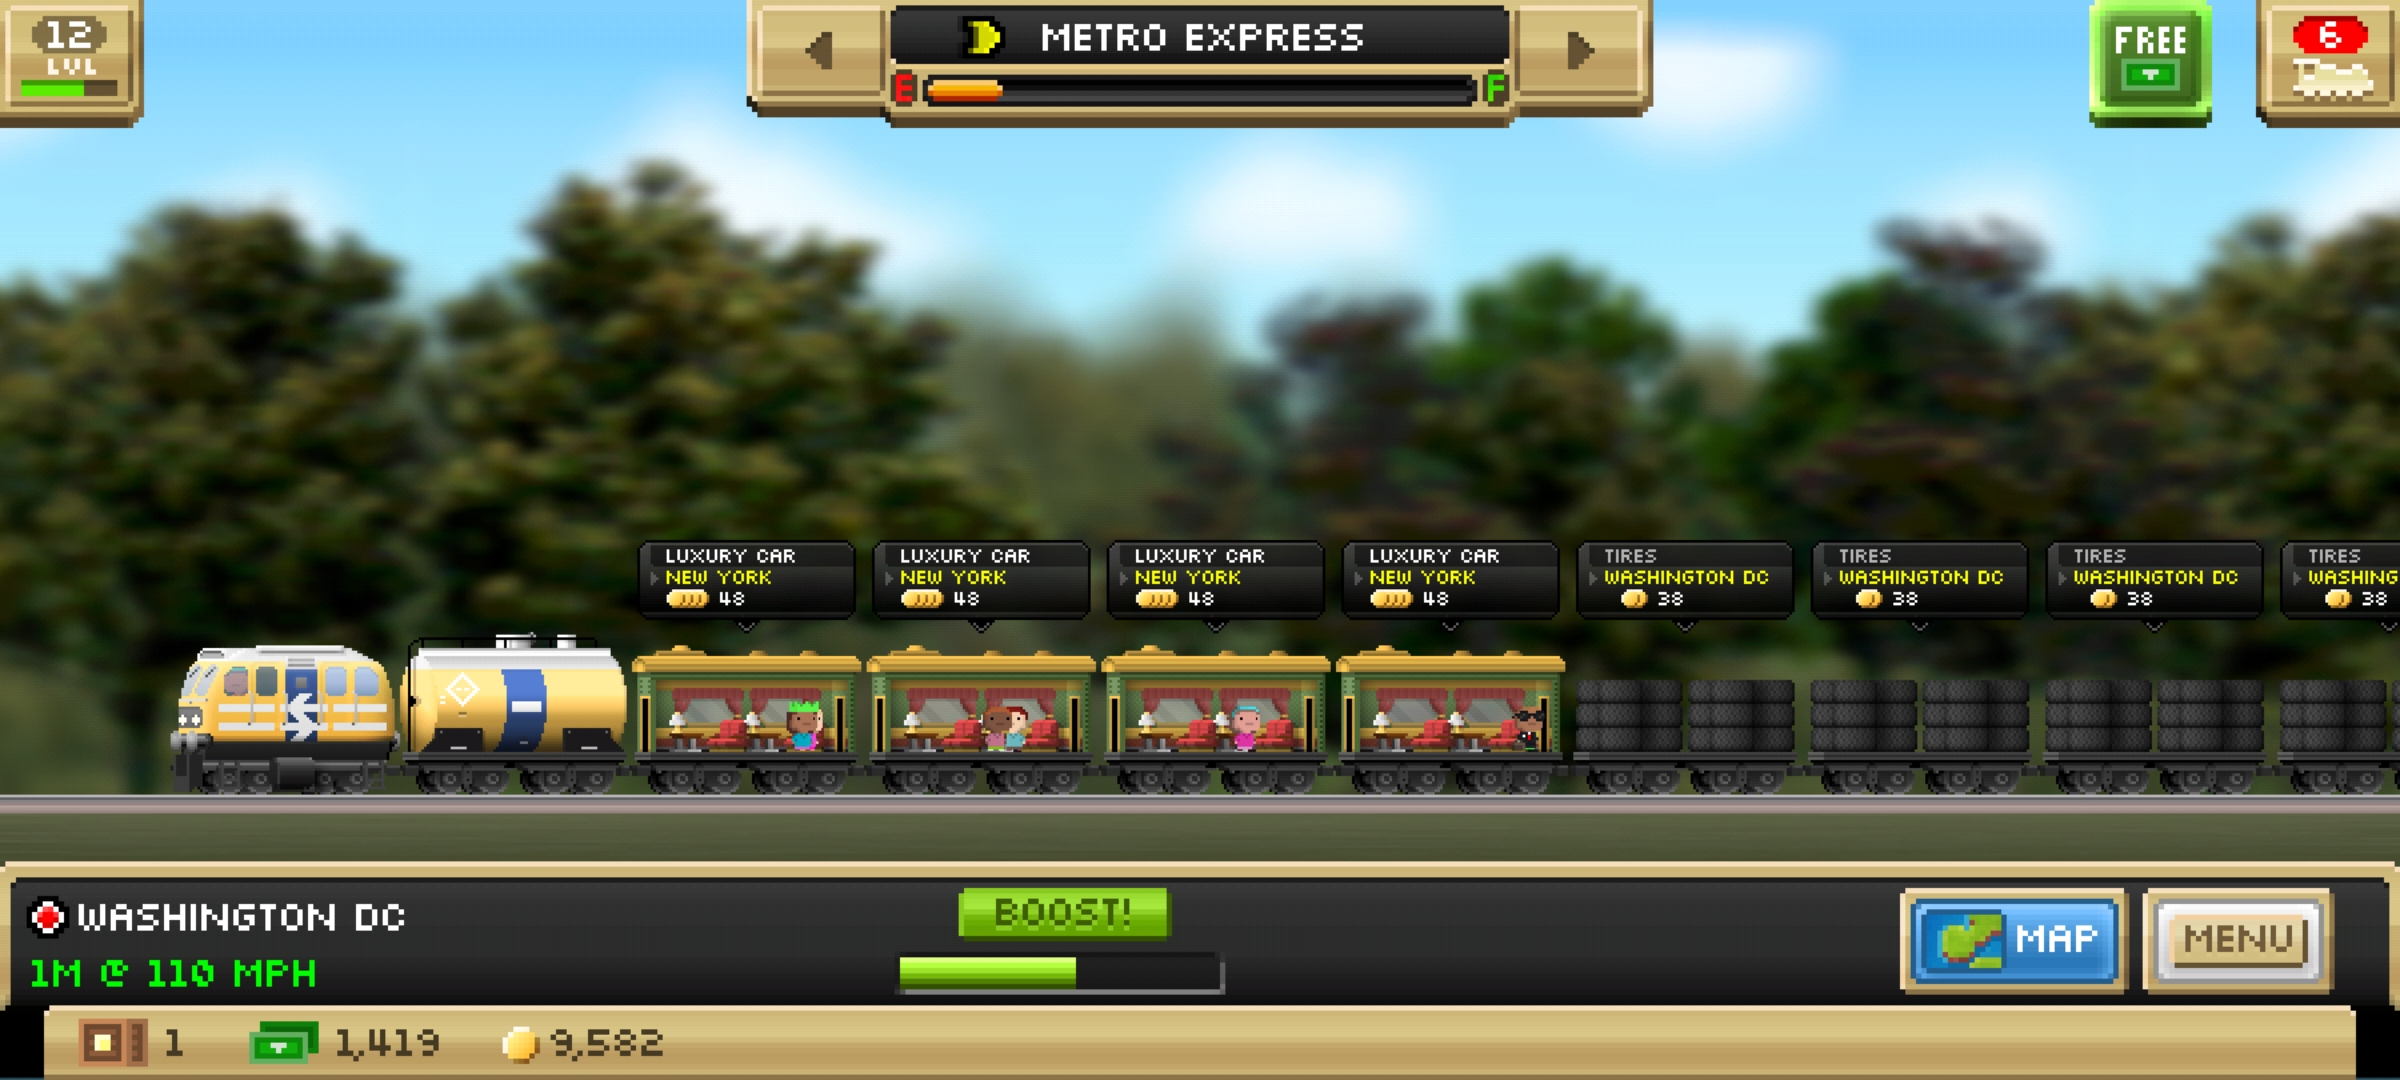 12
LVL
METRO EXPRESS
E
F
FREE
6
LUXURY CAR
NEW YORK
48
LUXURY CAR
NEW YORK
48
LUXURY CAR
NEW YORK
48
LUXURY CAR
NEW YORK
48
TIRES
WASHINGTON DC
38
TIRES
WASHINGTON DC
38
TIRES
WASHINGTON DC
38
TIRES
WASHING
38
WASHINGTON DC
1M @ 110 MPH
BOOST!
MAP
MENU
1
1,419
9,582